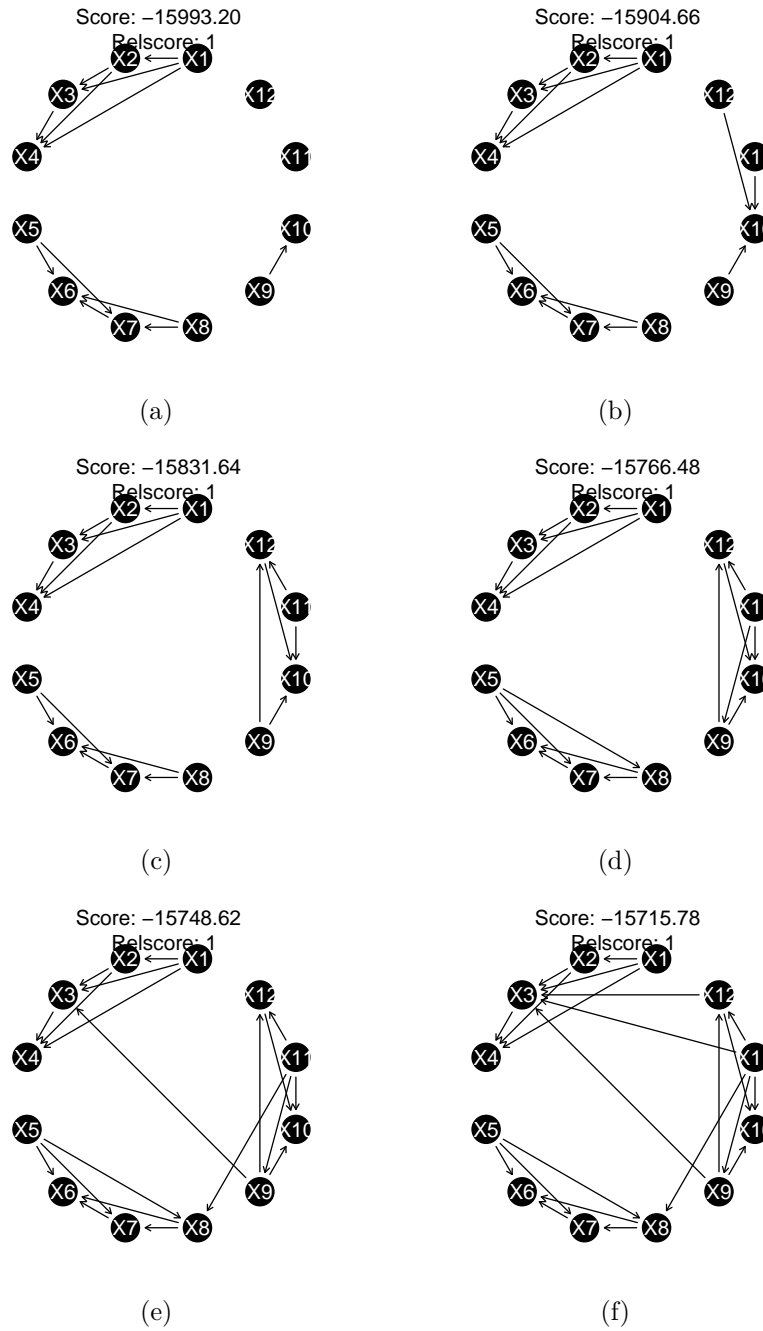 Score: −15993.20
Relscore: 1
X2 X1
X3
X12
X4
X11
X5
X10
X6
X9
X7 X8
(a)
Score: −15904.66
Relscore: 1
X2 X1
X3
X12
X4
X1
X5
X10
X6
X9
X7 X8
(b)
Score: −15831.64
Relscore: 1
X2 X1
X3
X12
X4
X11
X5
X10
X6
X9
X7 X8
(c)
Score: −15766.48
Relscore: 1
X2 X1
X3
X12
X4
X1
X5
X10
X6
X9
X7 X8
(d)
Score: −15748.62
Relscore: 1
X2 X1
X3
X12
X4
X11
X5
X10
X6
X9
X7 X8
(e)
Score: −15715.78
Relscore: 1
X2 X1
X3
X12
X4
X1
X5
X10
X6
X9
X7 X8
(f)